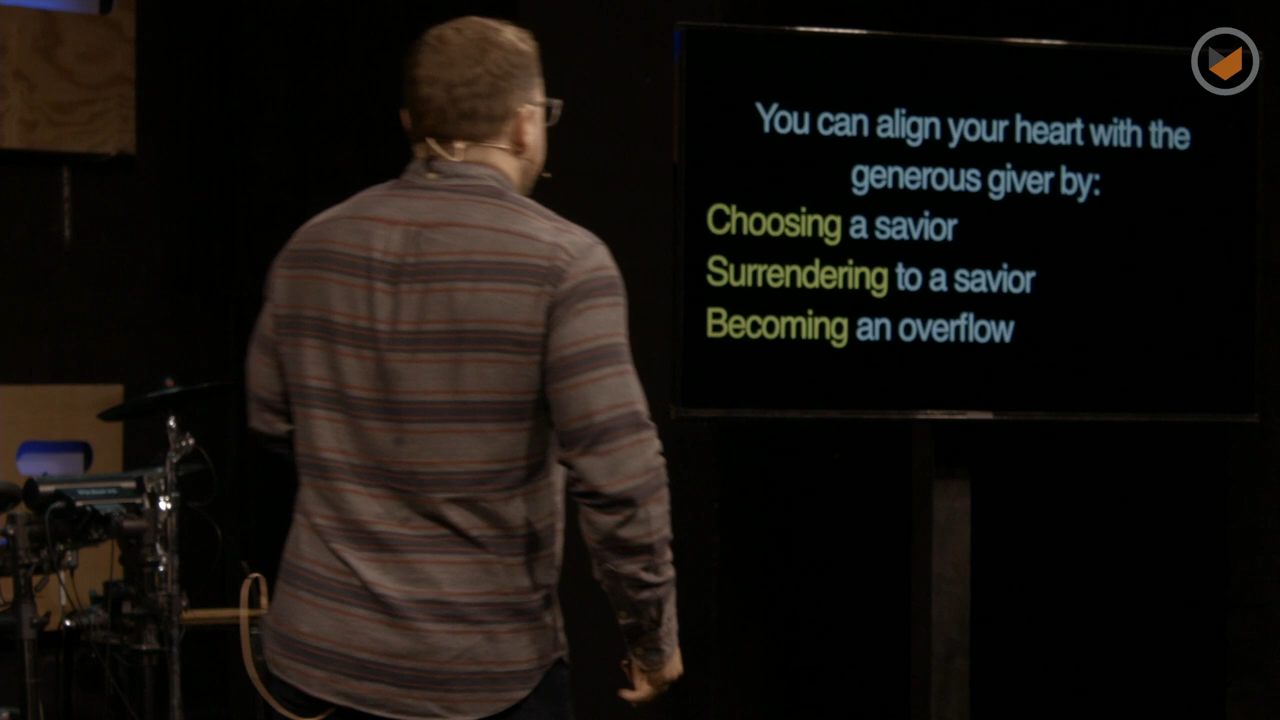 You can align your heart with the
generous giver by:
Choosing a savior
Surrendering to a savior
Becoming an overflow